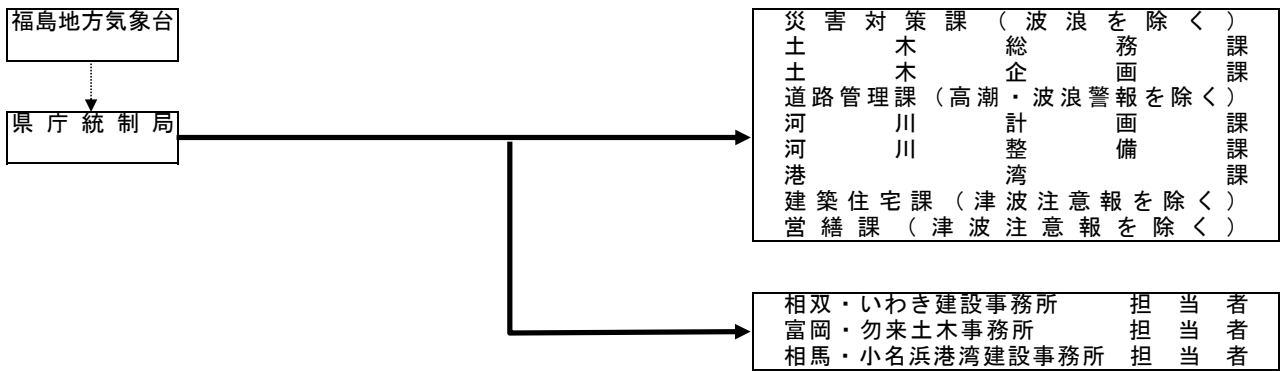 福島地方気象台
県庁統制局
災害対策課（波浪を除く）
土木総務課
土木企画課
道路管理課（高潮・波浪警報を除く）
河川計画課
河川整備課
港湾課
建築住宅課（津波注意報を除く）
営繕課（津波注意報を除く）
相双・いわき建設事務所　担当者
富岡・勿来土木事務所　担当者
相馬・小名浜港湾建設事務所　担当者